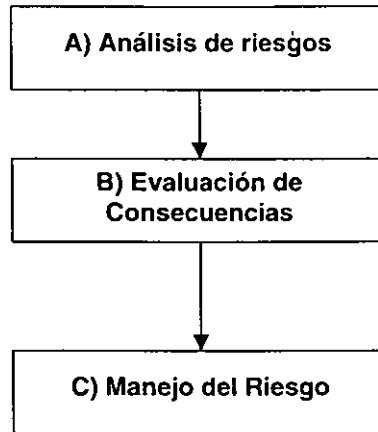 A) Análisis de riesgos
B) Evaluación de
Consecuencias
C) Manejo del Riesgo